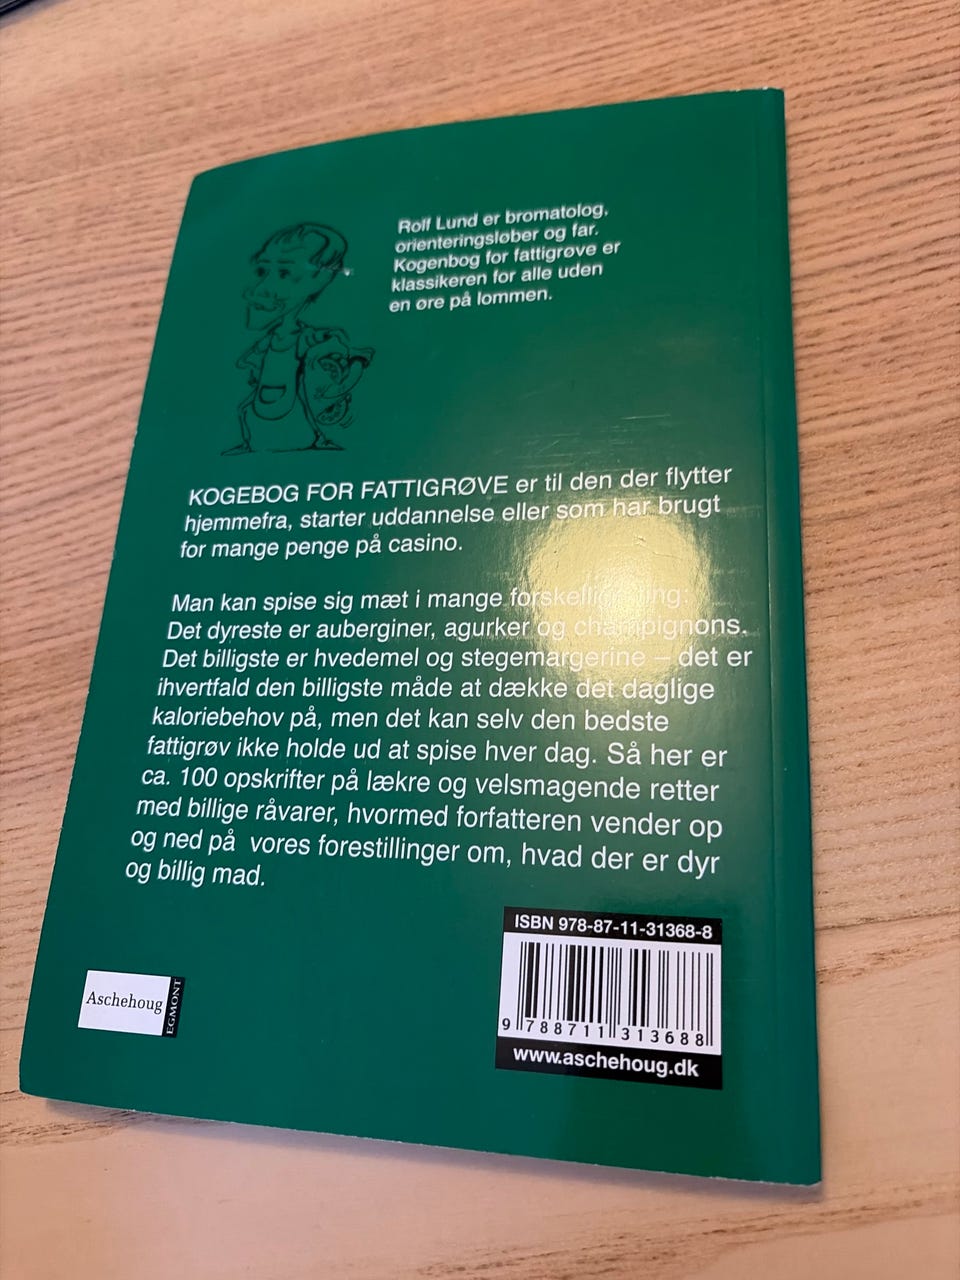 Rolf Lund er bromatolog,
orienteringsløber og far.
Kogenbog for fattigrøve er
klassikeren for alle uden
en øre på lommen.
KOGEBOG FOR FATTIGRØVE er til den der flytter
hjemmefra, starter uddannelse eller som har brugt
for mange penge på casino.
Man kan spise sig mæt i mange forskellige ting:
Det dyreste er auberginer, agurker og champignons.
Det billigste er hvedemel og stegemargerine – det er
ihvertfald den billigste måde at dække det daglige
kaloriebehov på, men det kan selv den bedste
fattigrøv ikke holde ud at spise hver dag. Så her er
ca. 100 opskrifter på lækre og velsmagende retter
med billige råvarer, hvormed forfatteren vender op
og ned på vores forestillinger om, hvad der er dyr
og billig mad.
ISBN 978-87-11-31368-8
9 788711 313688
www.aschehoug.dk
Aschehoug
EGMONT